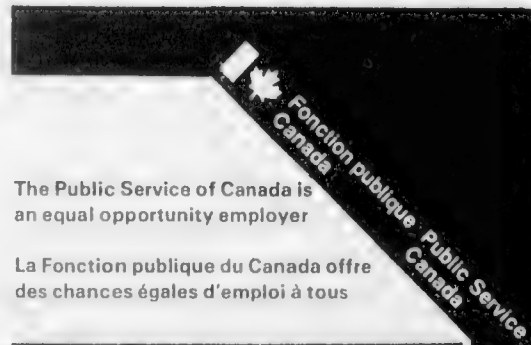 Fonction publique Public Service
Canada Canada
The Public Service of Canada is
an equal opportunity employer
La Fonction publique du Canada offre
des chances égales d'emploi à tous